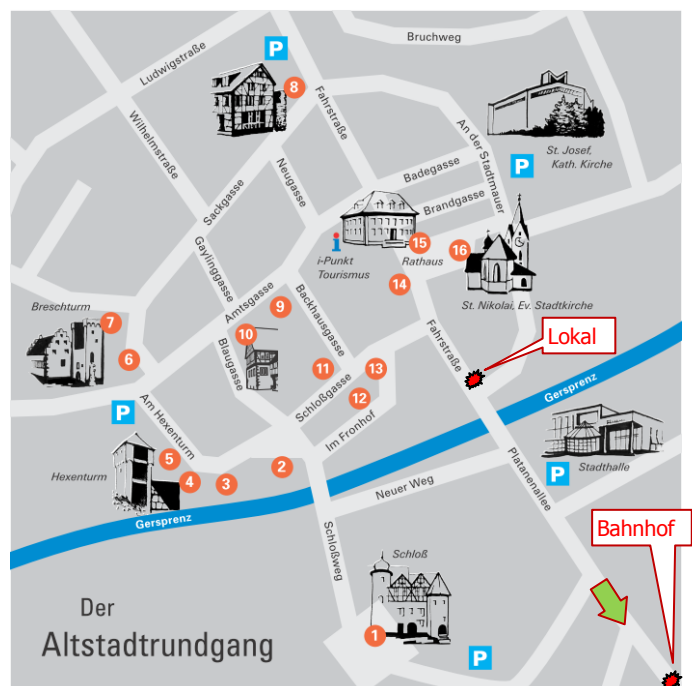 Bruchweg
Ludwigstraße
P
8
Wilhelmstraße
Fahrstraße
An der Stadtmauer
St. Josef,
Kath. Kirche
P
Badegasse
Neugasse
Sackgasse
Brandgasse
i
i-Punkt
Tourismus
15
Rathaus
16
Gaylinggasse
14
St. Nikolai, Ev. Stadtkirche
Breschturm
7
Amtsgasse
9
Backhausgasse
10
Fahrstraße
Lokal
6
Blaugasse
11
13
Schloßgasse
12
Gersprenz
P
Am Hexenturm
Im Fronhof
Platanenallee
Stadthalle
P
Hexenturm
5
4
3
2
Neuer Weg
Gersprenz
Schloßweg
Bahnhof
Schloß
1
P
Der
Altstadtrundgang